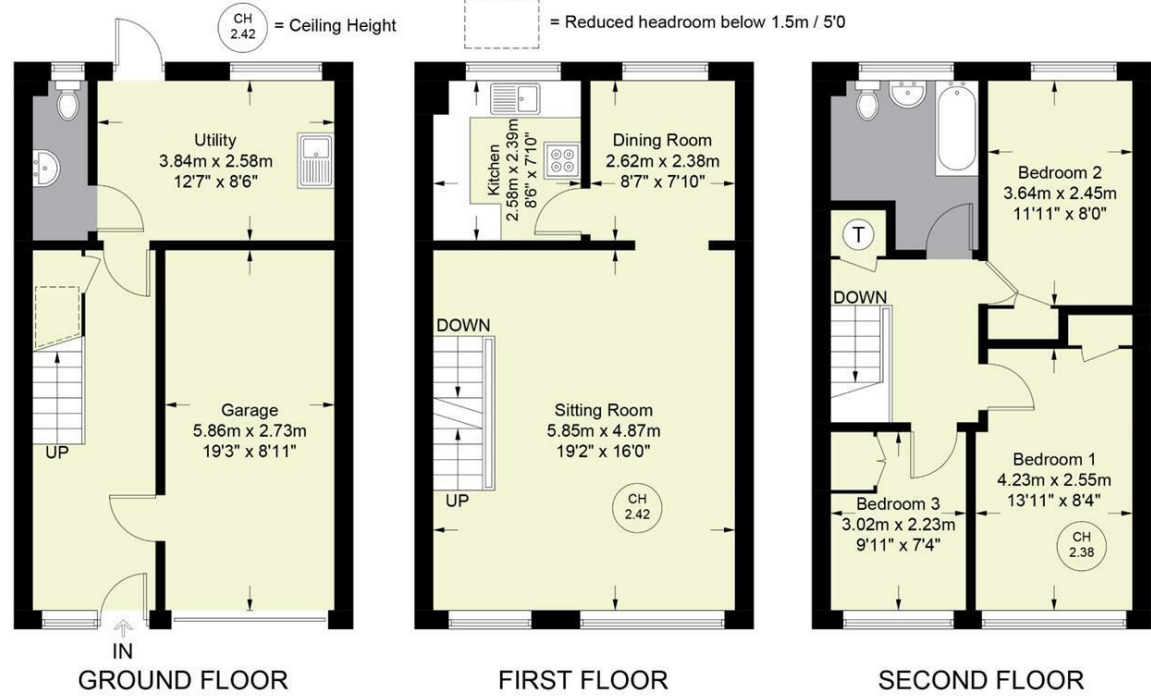 CH
2.42
= Ceiling Height
= Reduced headroom below 1.5m / 5'0
Utility
3.84m x 2.58m
12'7" x 8'6"
Garage
5.86m x 2.73m
19'3" x 8'11"
UP
IN
GROUND FLOOR
Kitchen
2.58m x 2.39m
8'6" x 7'10"
Dining Room
2.62m x 2.38m
8'7" x 7'10"
DOWN
Sitting Room
5.85m x 4.87m
19'2" x 16'0"
UP
CH
2.42
FIRST FLOOR
Bedroom 2
3.64m x 2.45m
11'11" x 8'0"
T
DOWN
Bedroom 1
4.23m x 2.55m
13'11" x 8'4"
CH
2.38
Bedroom 3
3.02m x 2.23m
9'11" x 7'4"
SECOND FLOOR